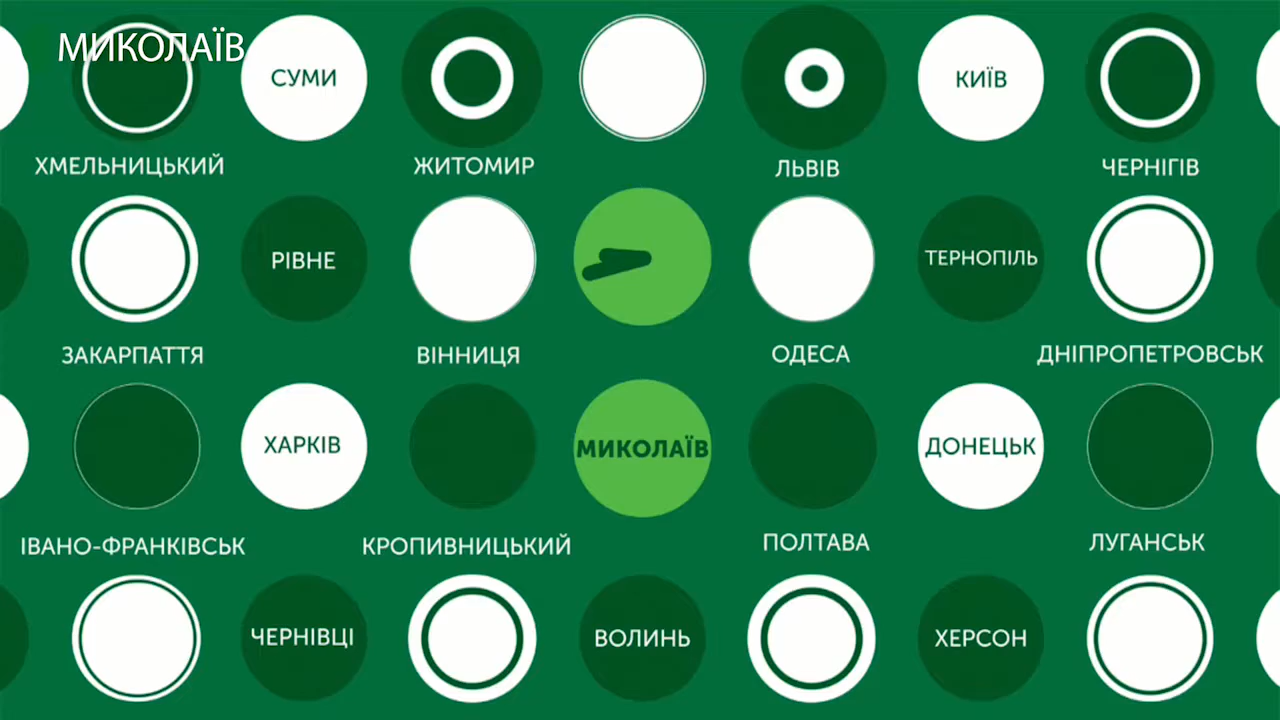 МИКОЛАЇВ
СУМИ
КИЇВ
ХМЕЛЬНИЦЬКИЙ
ЖИТОМИР
ЛЬВІВ
ЧЕРНІГІВ
РІВНЕ
ТЕРНОПІЛЬ
ЗАКАРПАТТЯ
ВІННИЦЯ
ОДЕСА
ДНІПРОПЕТРОВСЬК
ХАРКІВ
МИКОЛАЇВ
ДОНЕЦЬК
ІВАНО-ФРАНКІВСЬК
КРОПИВНИЦЬКИЙ
ПОЛТАВА
ЛУГАНСЬК
ЧЕРНІВЦІ
ВОЛИНЬ
ХЕРСОН